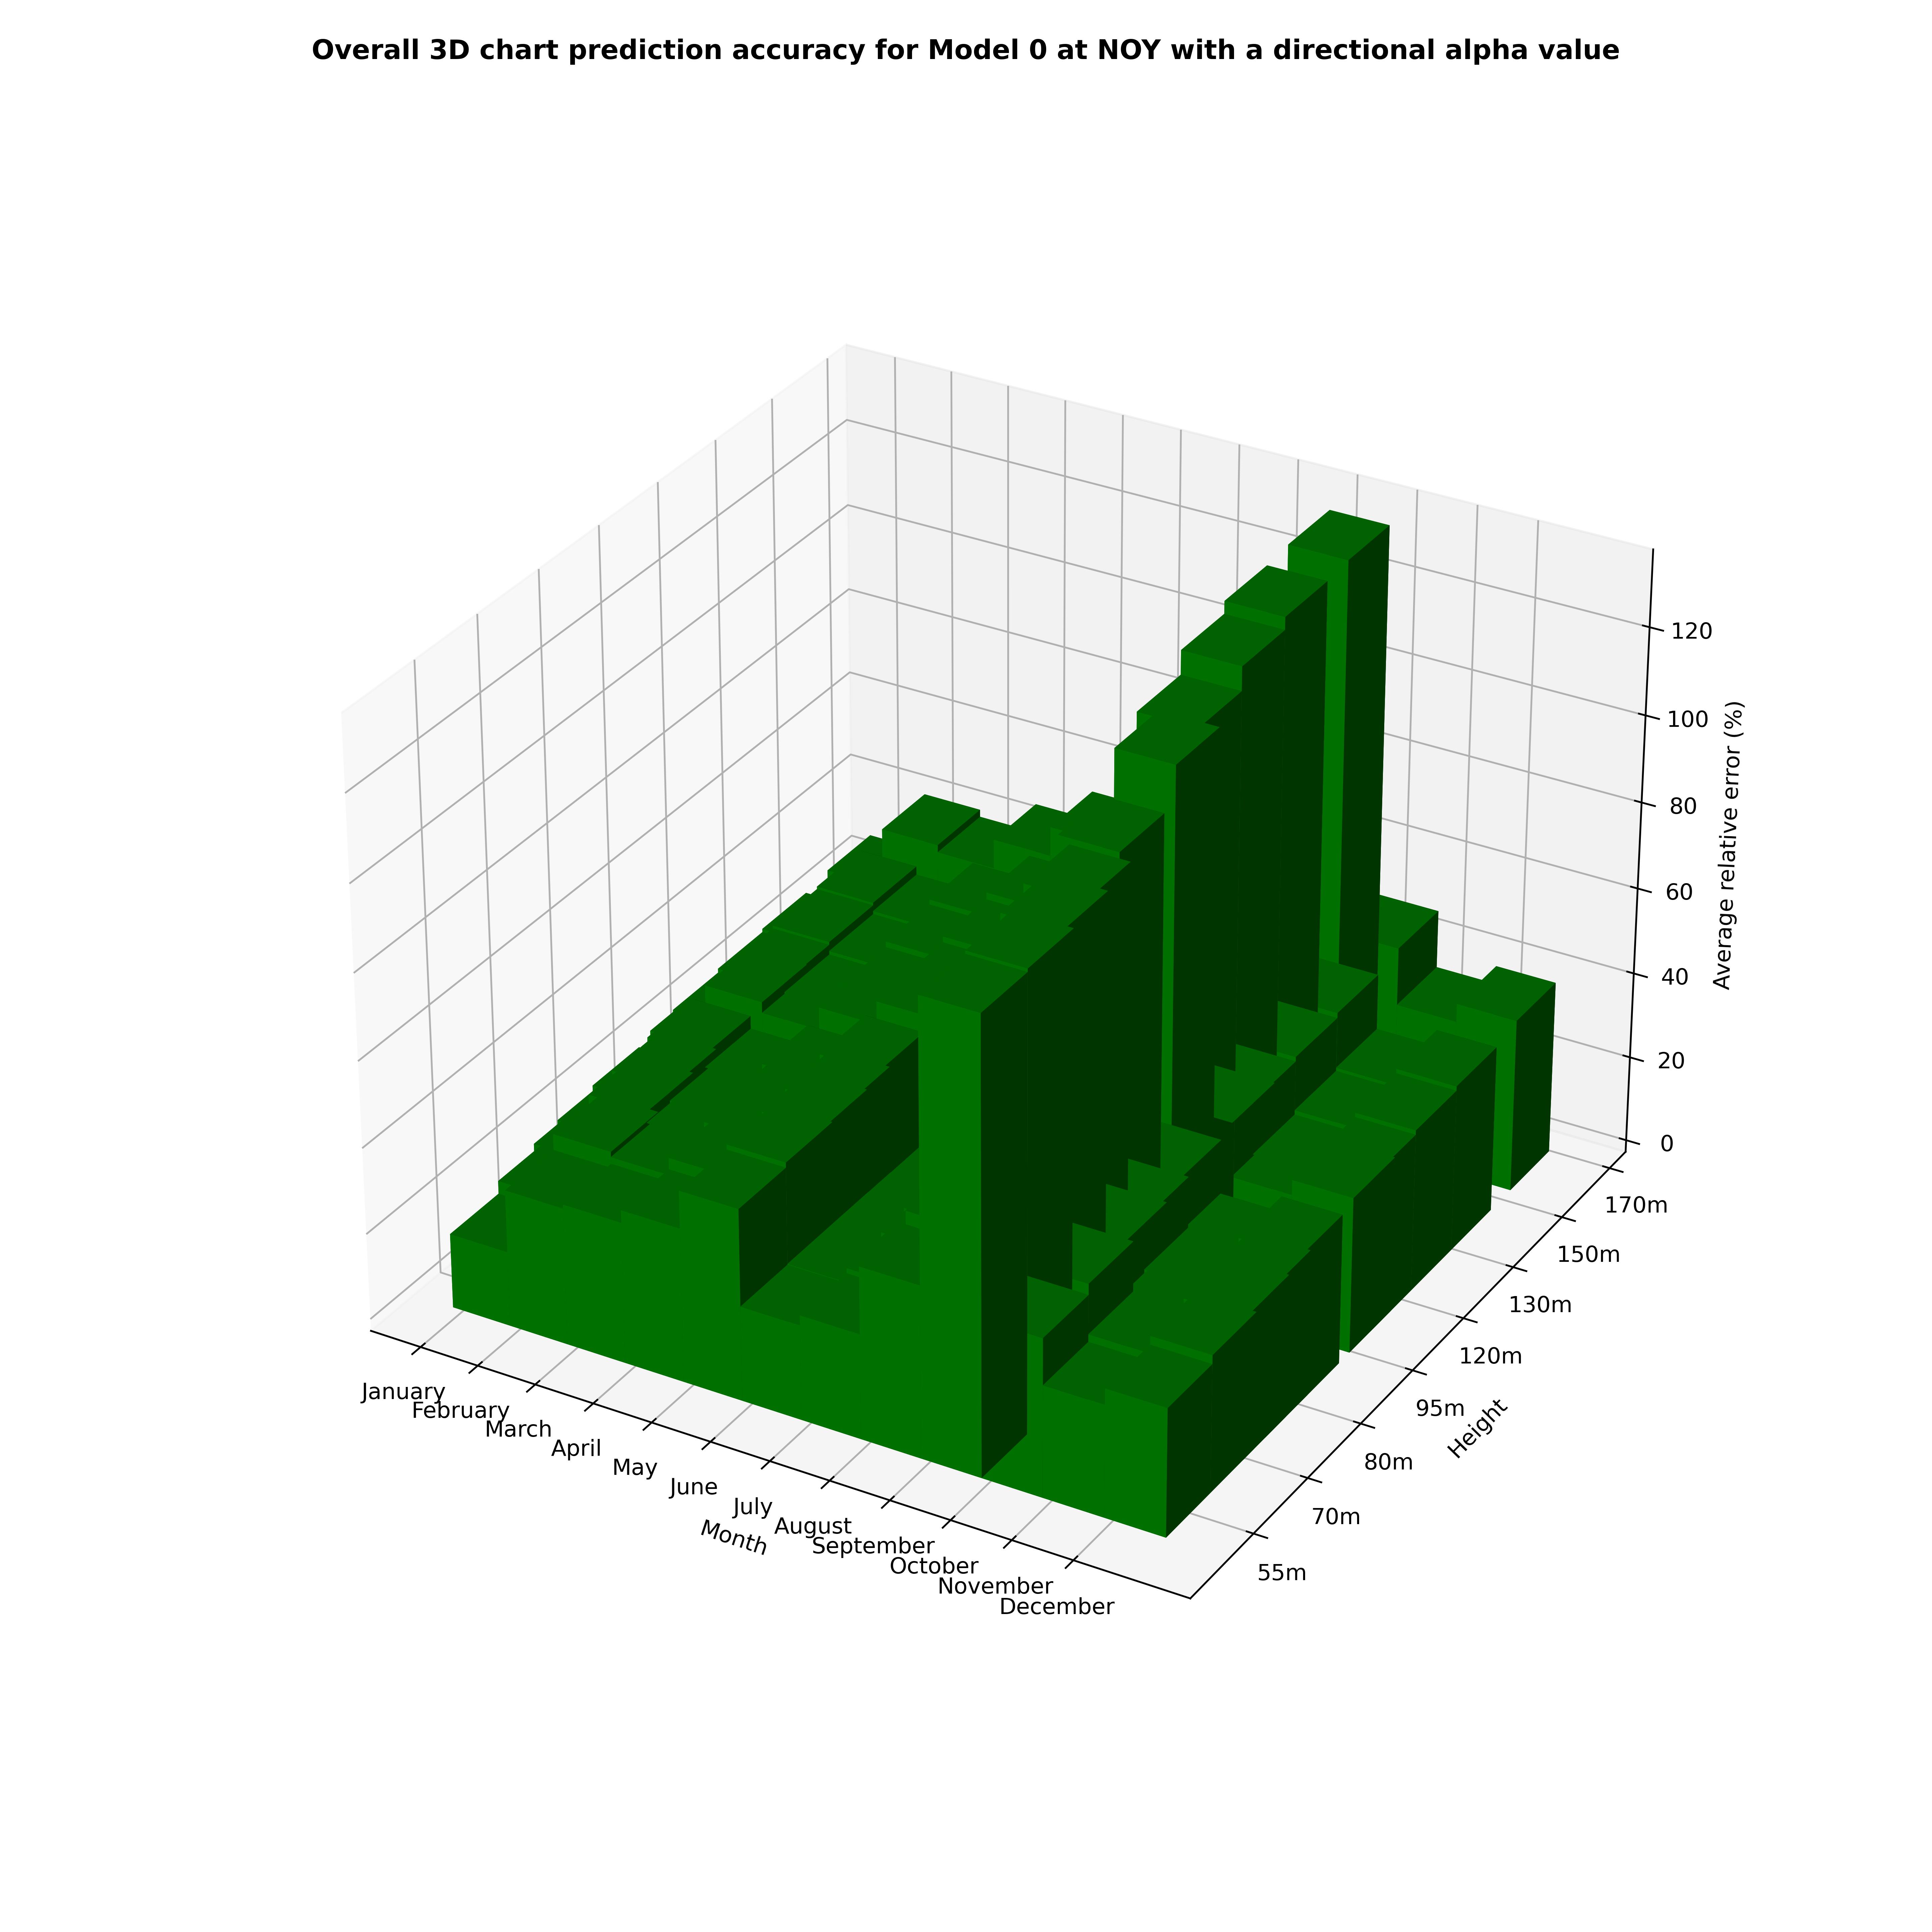 Overall 3D chart prediction accuracy for Model 0 at NOY with a directional alpha value
120
100
80
60
40
20
0
Average relative error (%)
170m
150m
130m
120m
95m
80m
70m
55m
Height
January
February
March
April
May
June
July
August
September
October
November
December
Month